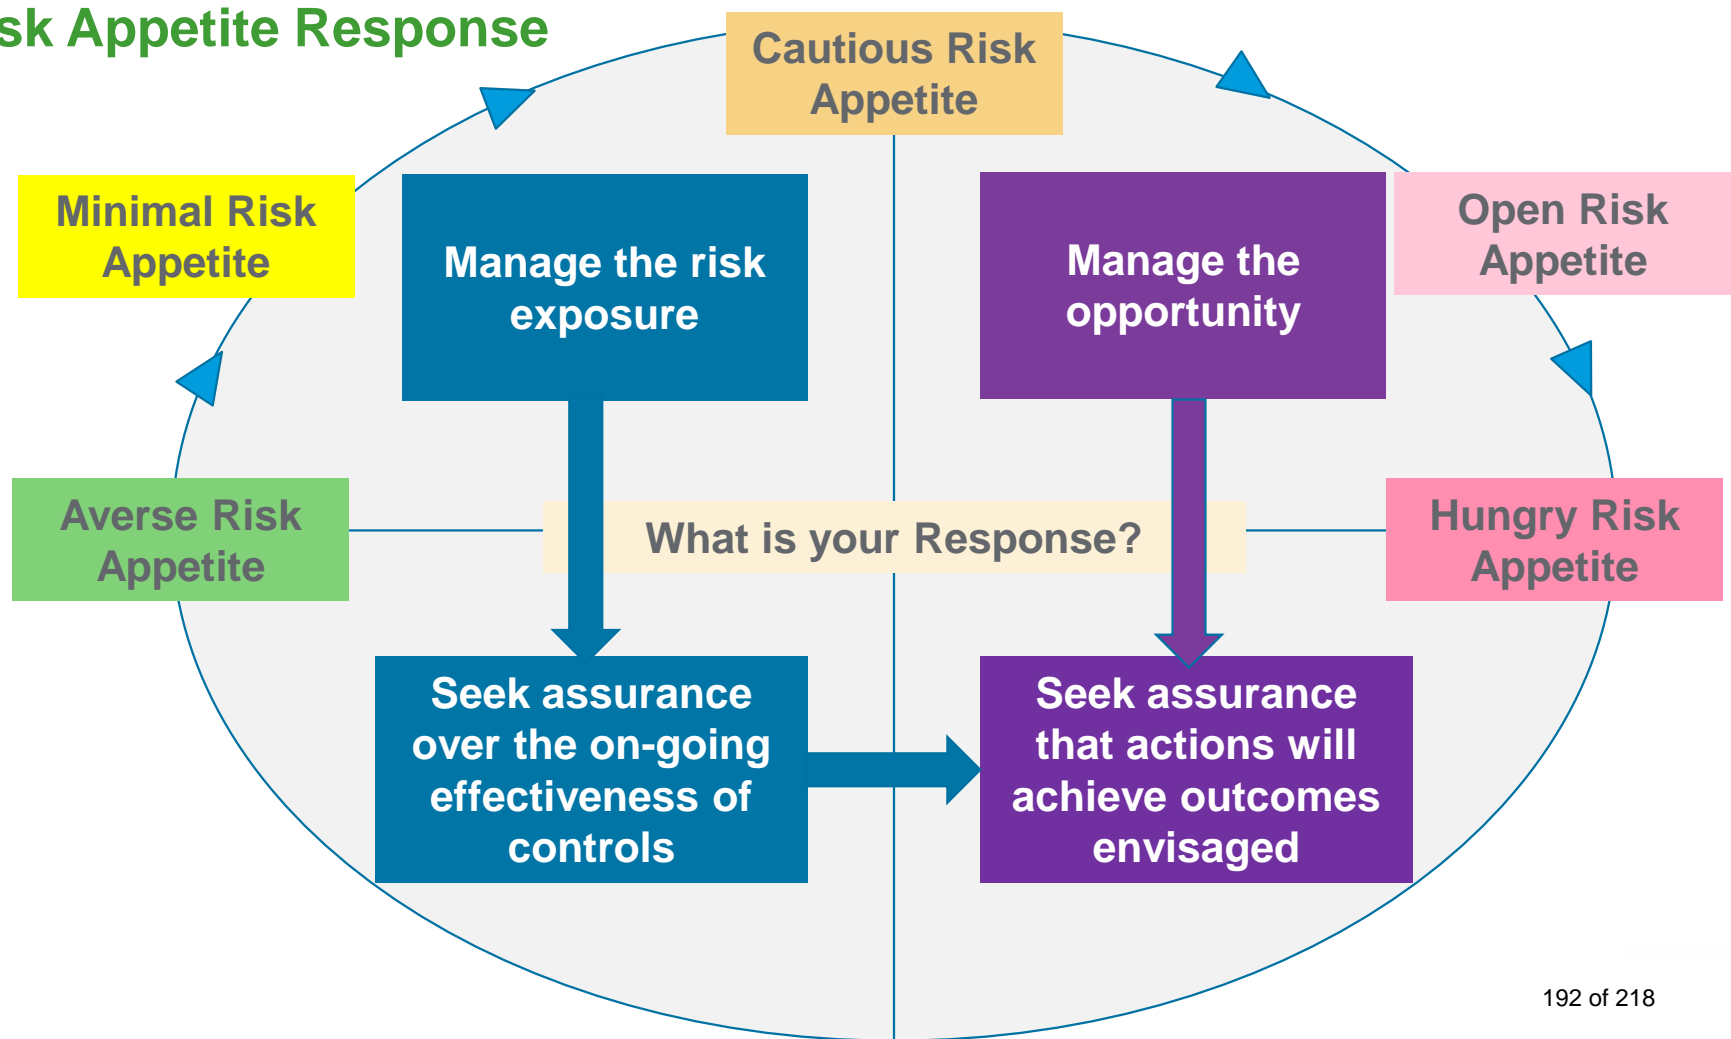 sk Appetite Response
Cautious Risk
Appetite
Minimal Risk
Appetite
Manage the risk
exposure
Manage the
opportunity
Open Risk
Appetite
Averse Risk
Appetite
What is your Response?
Hungry Risk
Appetite
Seek assurance
over the on-going
effectiveness of
controls
Seek assurance
that actions will
achieve outcomes
envisaged
192 of 218